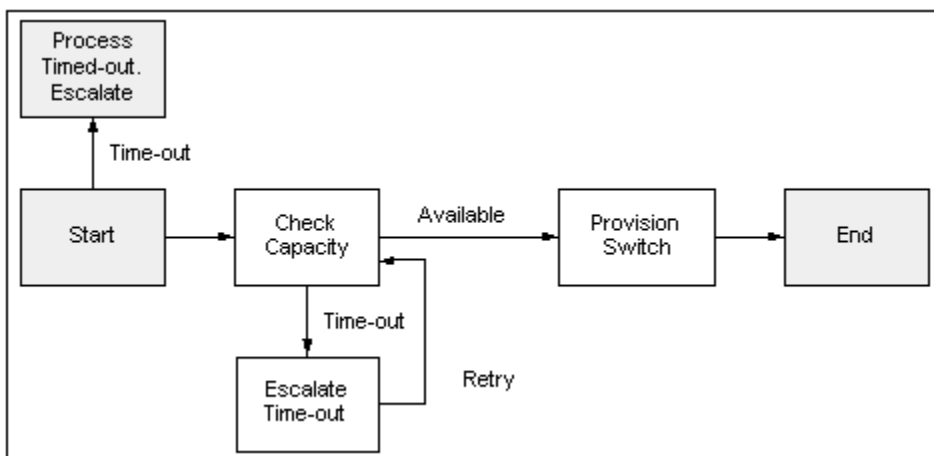 Process
Timed-out.
Escalate
Time-out
Start
Check
Capacity
Available
Provision
Switch
End
Time-out
Escalate
Time-out
Retry